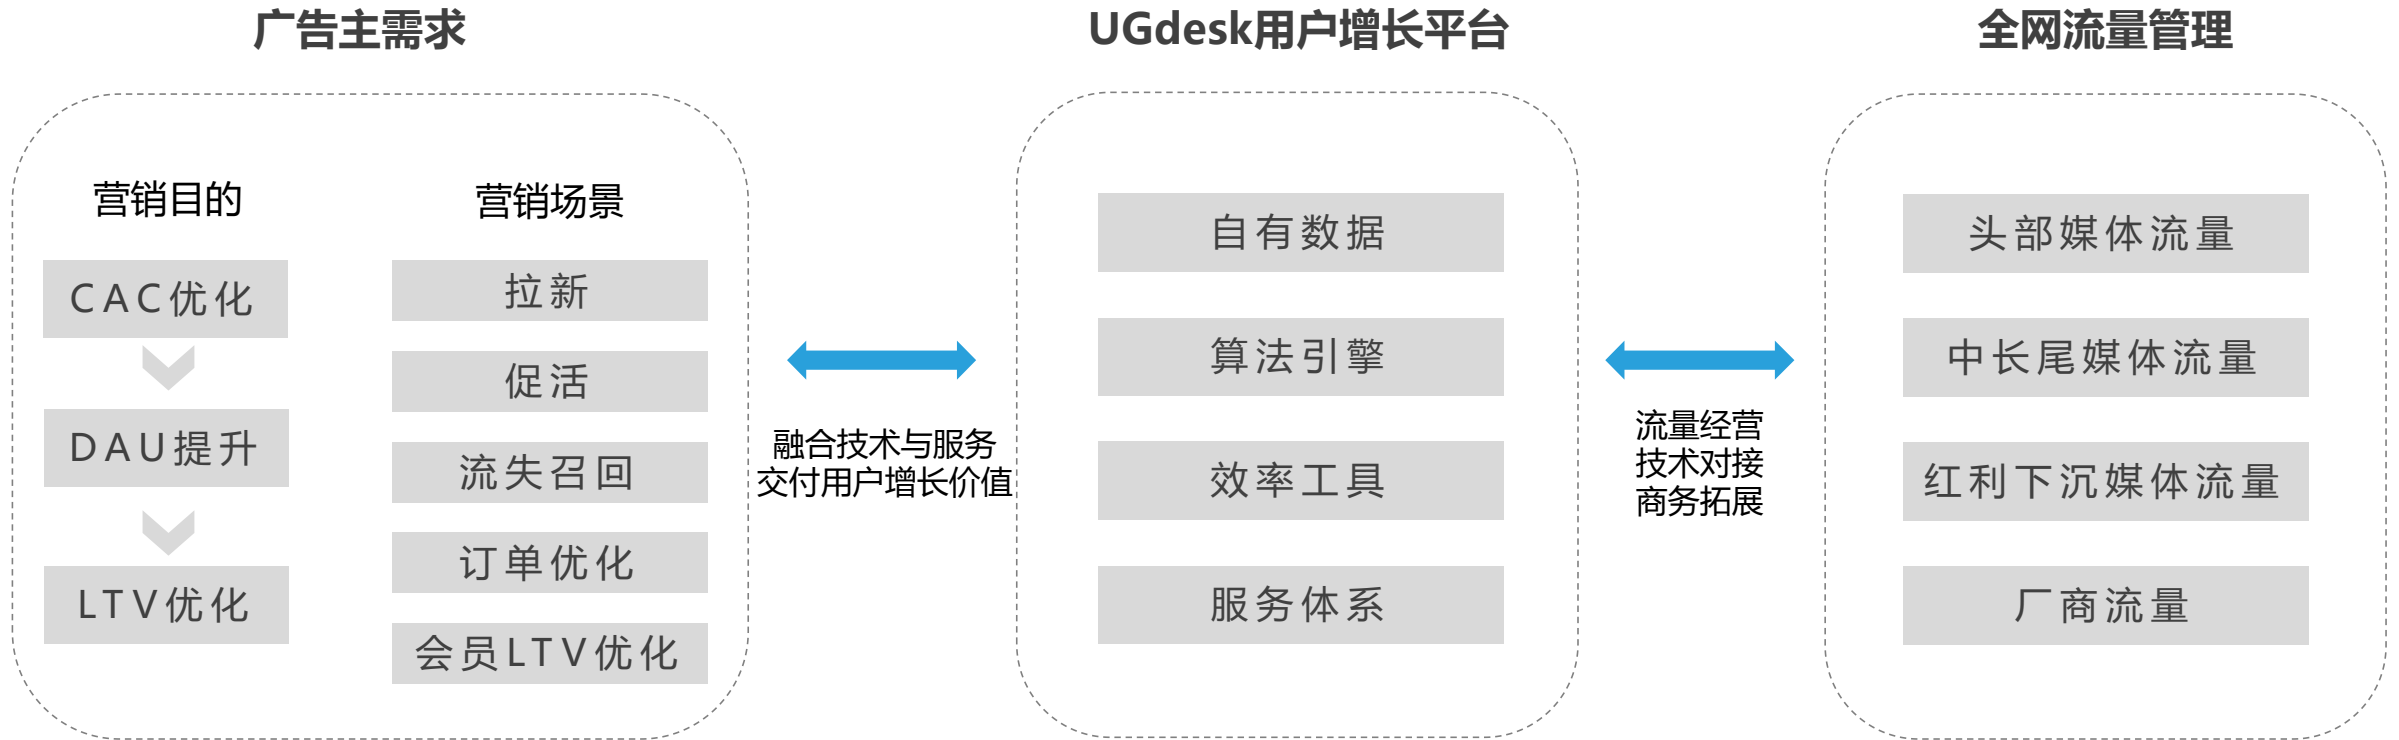 广告主需求
营销目的
CAC优化
DAU提升
LTV优化
营销场景
拉新
促活
流失召回
订单优化
会员LTV优化
融合技术与服务
交付用户增长价值
UGdesk用户增长平台
自有数据
算法引擎
效率工具
服务体系
流量经营
技术对接
商务拓展
全网流量管理
头部媒体流量
中长尾媒体流量
红利下沉媒体流量
厂商流量